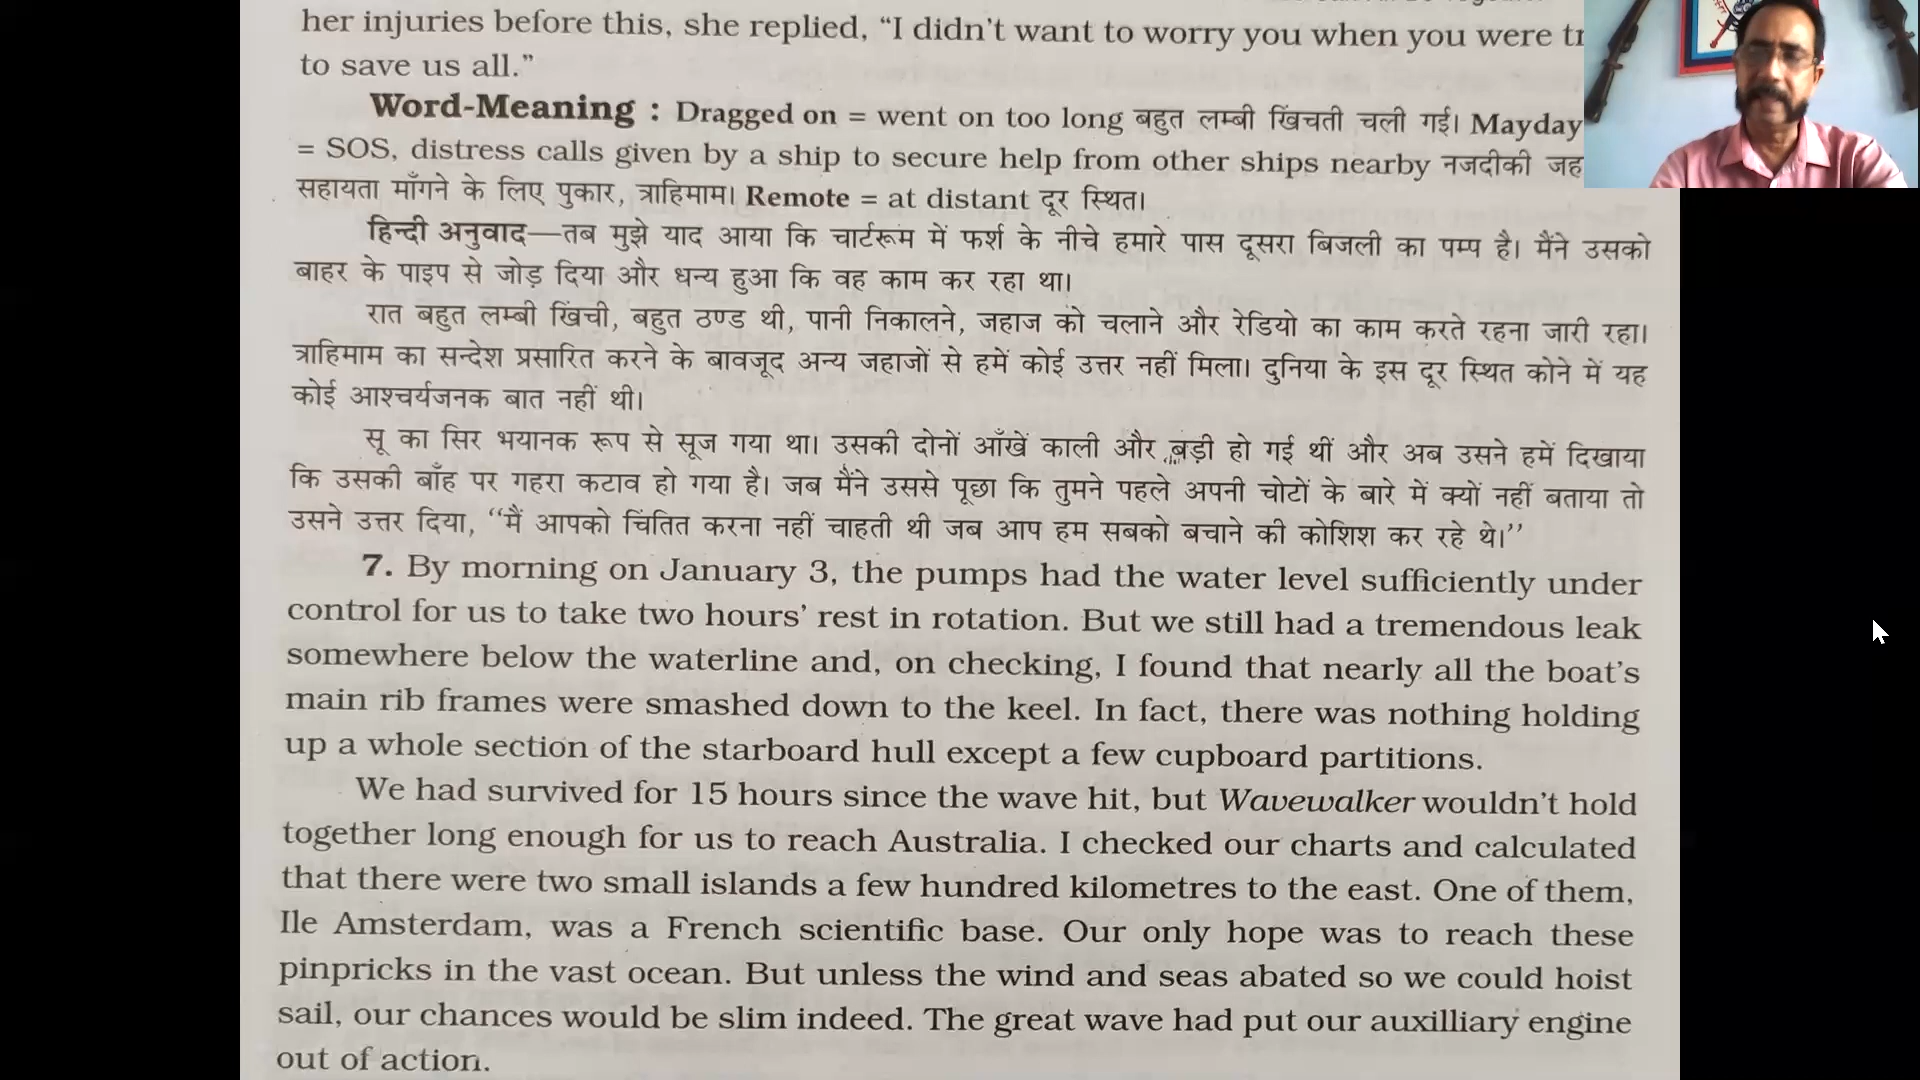 her injuries before this, she replied, “I didn’t want to worry you when you were
to save us all.”
Word-Meaning : Dragged on = went on too long बहुत लम्बी खिंचती चली गई। Mayday
= SOS, distress calls given by a ship to secure help from other ships nearby नजदीकी
सहायता माँगने के लिए पुकार, त्राहिमाम। Remote = at distant दूर स्थित।
हिन्दी अनुवाद—तब मुझे याद आया कि चार्टरूम में फर्श के नीचे हमारे पास दूसरा बिजली का पम्प है। मैंने उसको
बाहर के पाइप से जोड़ दिया और धन्य हुआ कि वह काम कर रहा था।
रात बहुत लम्बी खिंची, बहुत ठण्ड थी, पानी निकालने, जहाज को चलाने और रेडियो का काम करते रहना जारी रहा।
त्राहिमाम का सन्देश प्रसारित करने के बावजूद अन्य जहाजों से हमें कोई उत्तर नहीं मिला। दुनिया के इस दूर स्थित कोने में यह
कोई आश्चर्यजनक बात नहीं थी।
सू का सिर भयानक रूप से सूज गया था। उसकी दोनों आँखें काली और बड़ी हो गई थीं और अब उसने हमें दिखाया
कि उसकी बाँह पर गहरा कटाव हो गया है। जब मैंने उससे पूछा कि तुमने पहले अपनी चोटों के बारे में क्यों नहीं बताया तो
उसने उत्तर दिया, ‘‘मैं आपको चिंतित करना नहीं चाहती थी जब आप हम सबको बचाने की कोशिश कर रहे थे।’’
7. By morning on January 3, the pumps had the water level sufficiently under
control for us to take two hours’ rest in rotation. But we still had a tremendous leak
somewhere below the waterline and, on checking, I found that nearly all the boat’s
main rib frames were smashed down to the keel. In fact, there was nothing holding
up a whole section of the starboard hull except a few cupboard partitions.
We had survived for 15 hours since the wave hit, but Wavewalker wouldn’t hold
together long enough for us to reach Australia. I checked our charts and calculated
that there were two small islands a few hundred kilometres to the east. One of them,
Ile Amsterdam, was a French scientific base. Our only hope was to reach these
pinpricks in the vast ocean. But unless the wind and seas abated so we could hoist
sail, our chances would be slim indeed. The great wave had put our auxilliary engine
out of action.